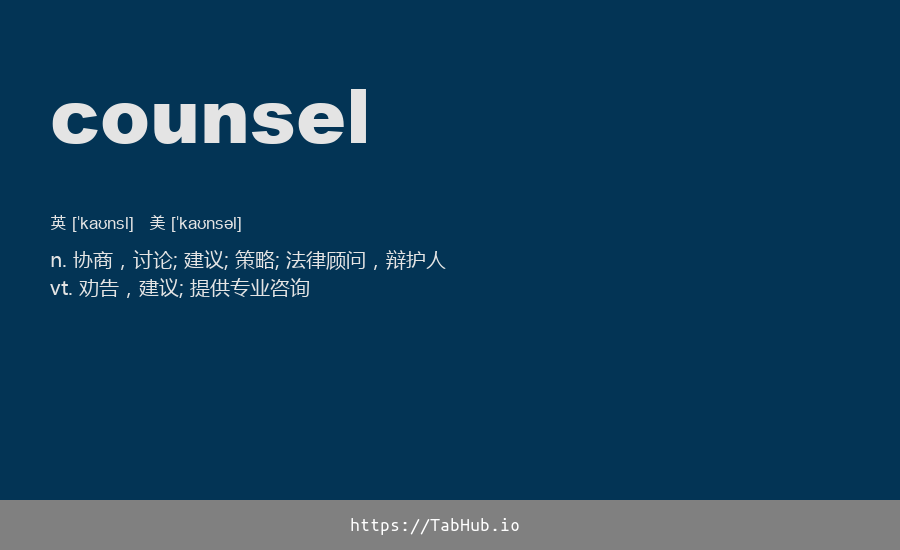 counsel
英 [ˈkaʊnsl] 美 [ˈkaʊnsəl]
n. 协商，讨论; 建议; 策略; 法律顾问，辩护人
vt. 劝告，建议; 提供专业咨询
https://TabHub.io